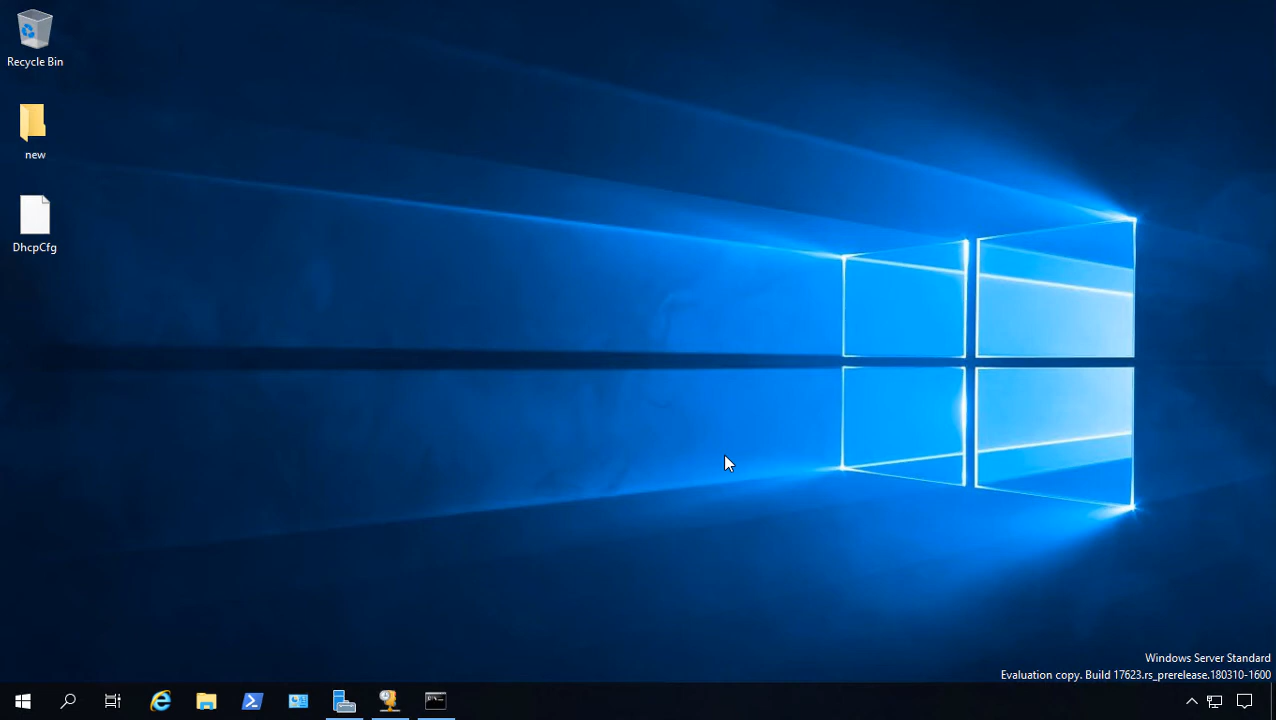 Recycle Bin
new
DhcpCfg
Windows Server Standard
Evaluation copy. Build 17623.rs_prerelease.180310-1600